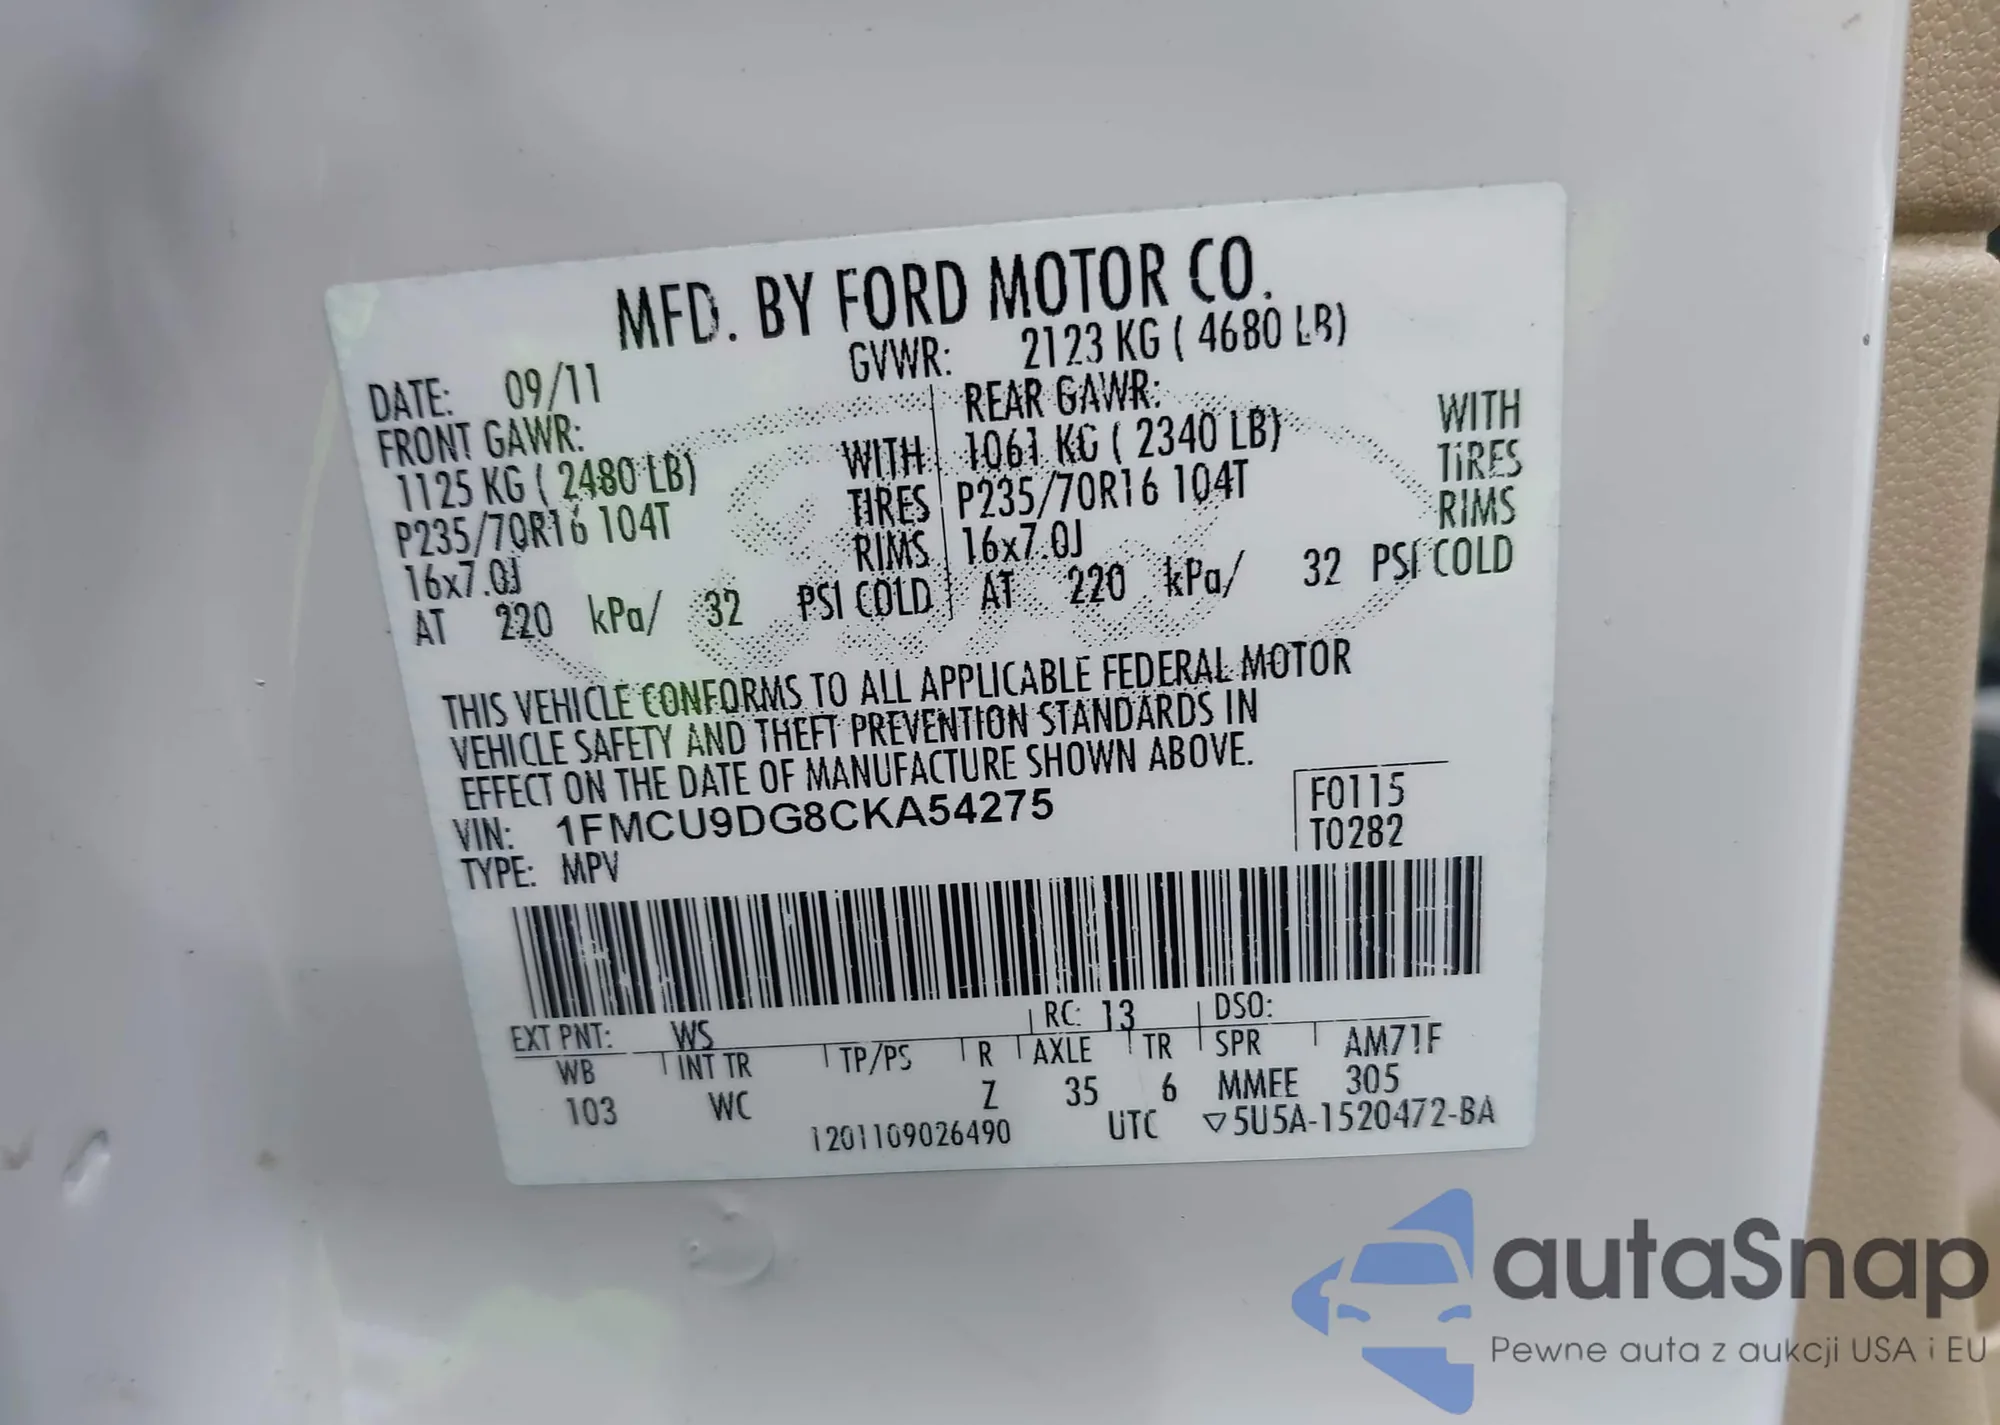 MFD. BY FORD MOTOR CO.
DATE: 09/11 GVWR: 2123 KG ( 4680 LB)
FRONT GAWR: REAR GAWR:
1125 KG ( 2480 LB) WITH 1061 KG ( 2340 LB) WITH
P235/70R16 104T TIRES P235/70R16 104T TIRES
16x7.0J RIMS 16x7.0J RIMS
AT 220 kPa/ 32 PSI COLD AT 220 kPa/ 32 PSI COLD
THIS VEHICLE CONFORMS TO ALL APPLICABLE FEDERAL MOTOR
VEHICLE SAFETY AND THEFT PREVENTION STANDARDS IN
EFFECT ON THE DATE OF MANUFACTURE SHOWN ABOVE.
VIN: 1FMCU9DG8CKA54275 F0115
TYPE: MPV T0282
EXT PNT: WS RC: 13 DSO:
WB INT TR TP/PS R AXLE TR SPR AM71F
103 WC Z 35 6 MMEE 305
1201109026490 UTC ▽5U5A-1520472-BA
autaSnap
Pewne auta z aukcji USA i EU